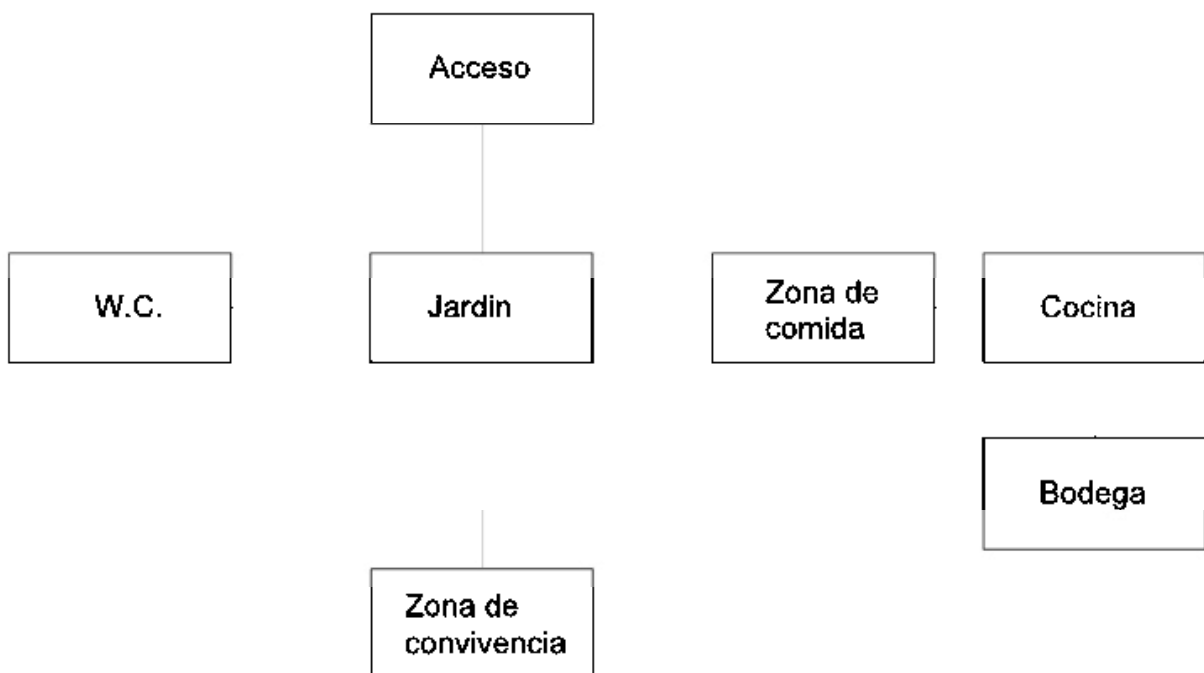 Acceso
W.C.
Jardin
Zona de
comida
Cocina
Bodega
Zona de
convivencia